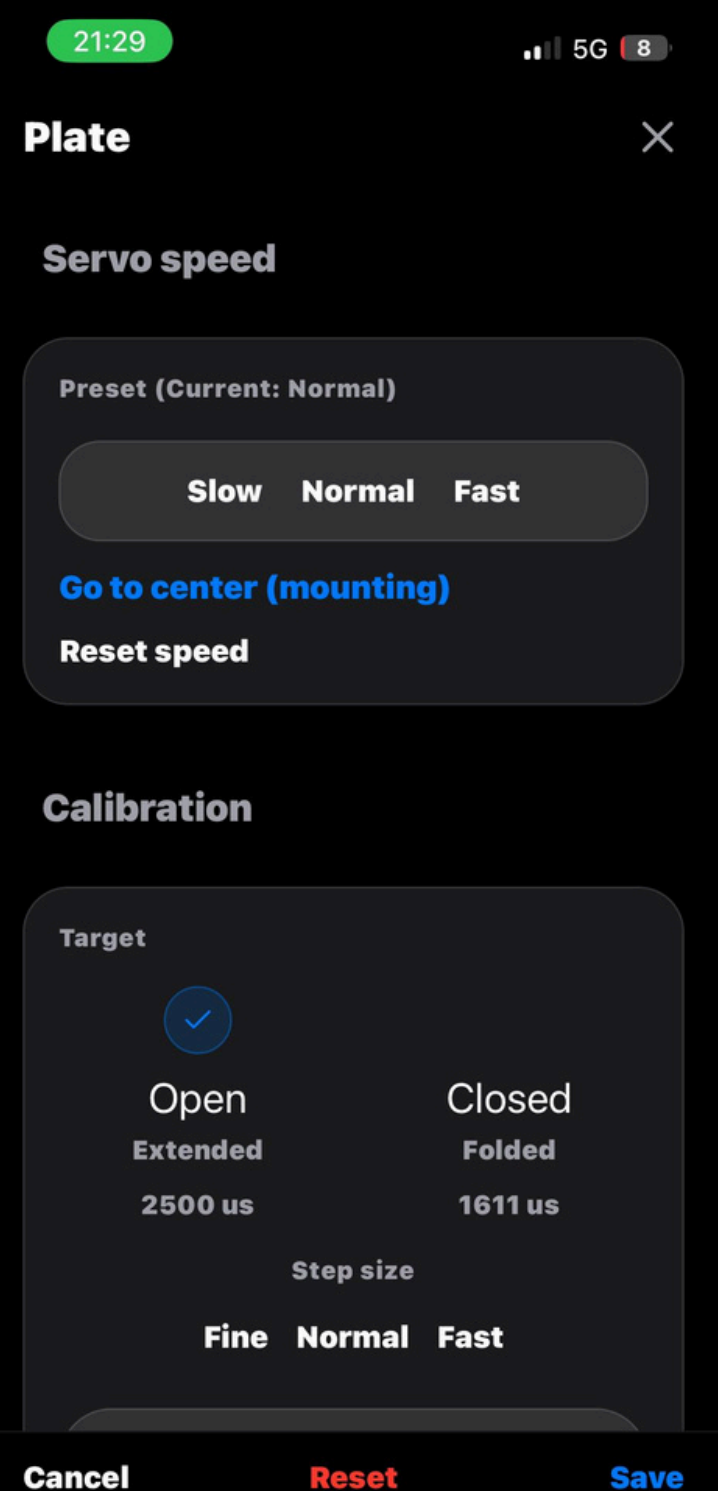 21:29 5G 8
Plate
Servo speed
Preset (Current: Normal)
Slow Normal Fast
Go to center (mounting)
Reset speed
Calibration
Target
Open Closed
Extended Folded
2500 us 1611 us
Step size
Fine Normal Fast
Cancel Reset Save